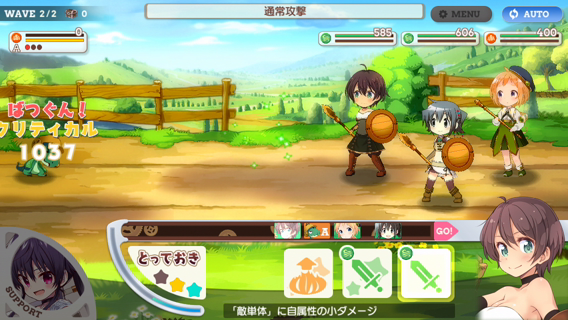 WAVE 2/2 0
通常攻撃
MENU
AUTO
0
A
585
606
400
ばつぐん!
クリティカル
1037
A
GO!
とっておき
SUPPORT
「敵単体」に自属性の小ダメージ